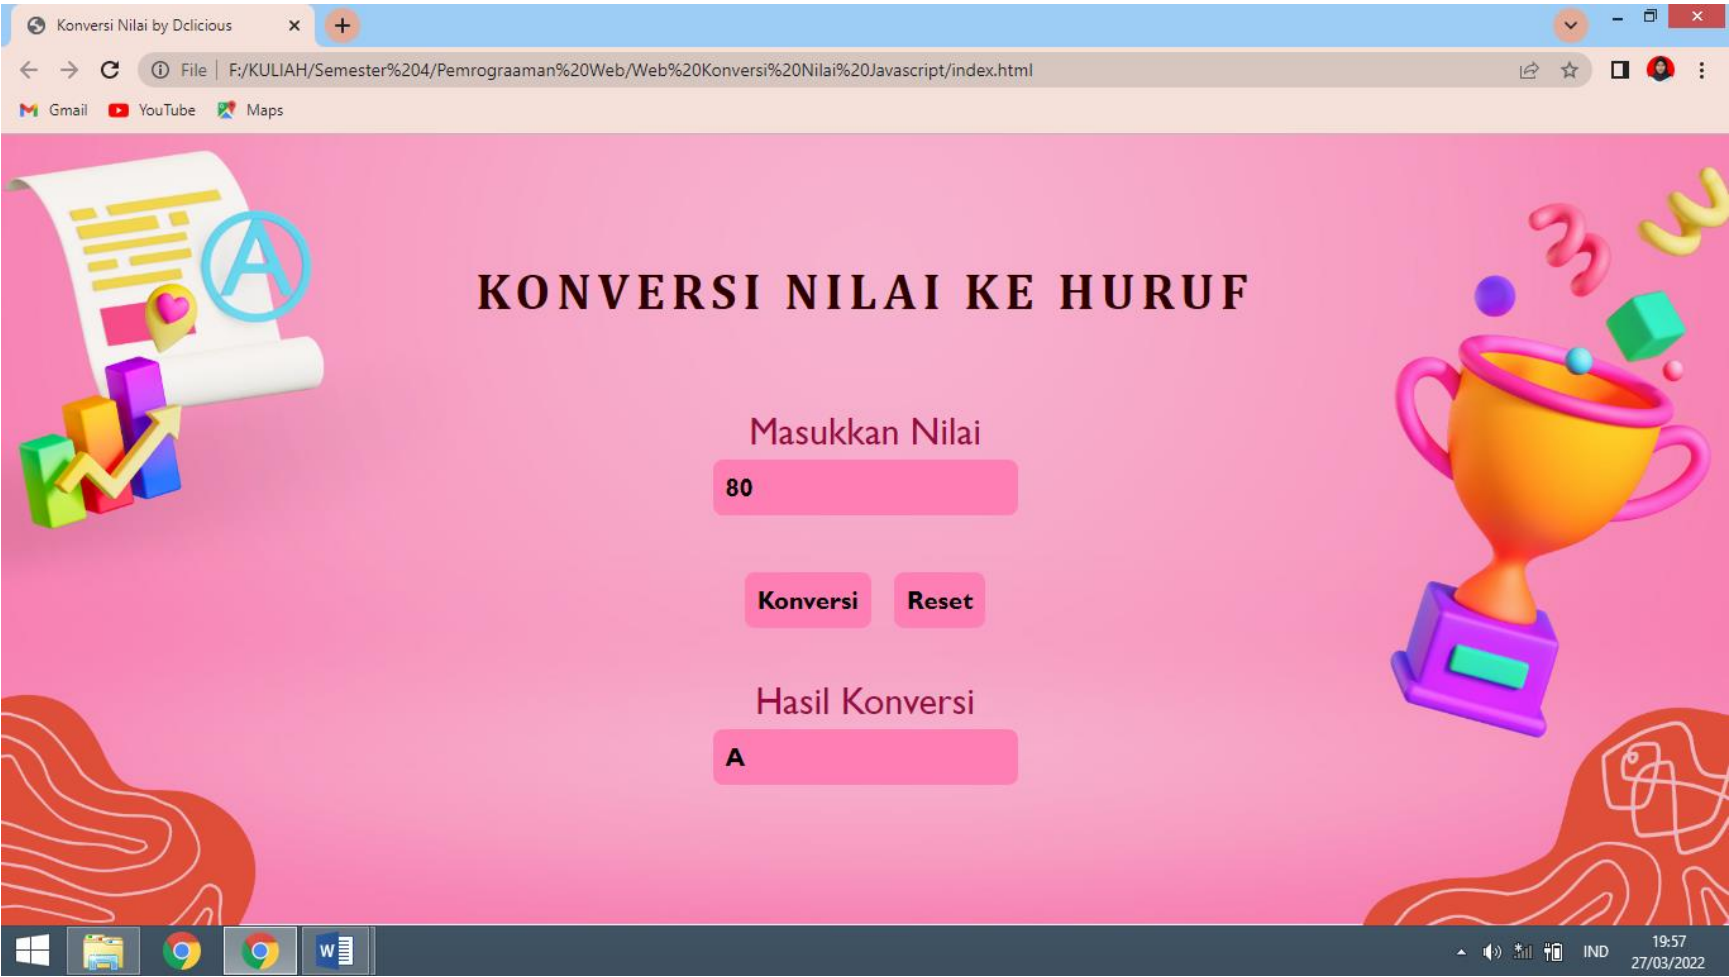 Konversi Nilai by Dclicious
File | F:/KULIAH/Semester%204/Pemrograaman%20Web/Web%20Konversi%20Nilai%20Javascript/index.html
Gmail YouTube Maps
A
KONVERSI NILAI KE HURUF
Masukkan Nilai
80
Konversi Reset
Hasil Konversi
A
W
IND
19:57
27/03/2022